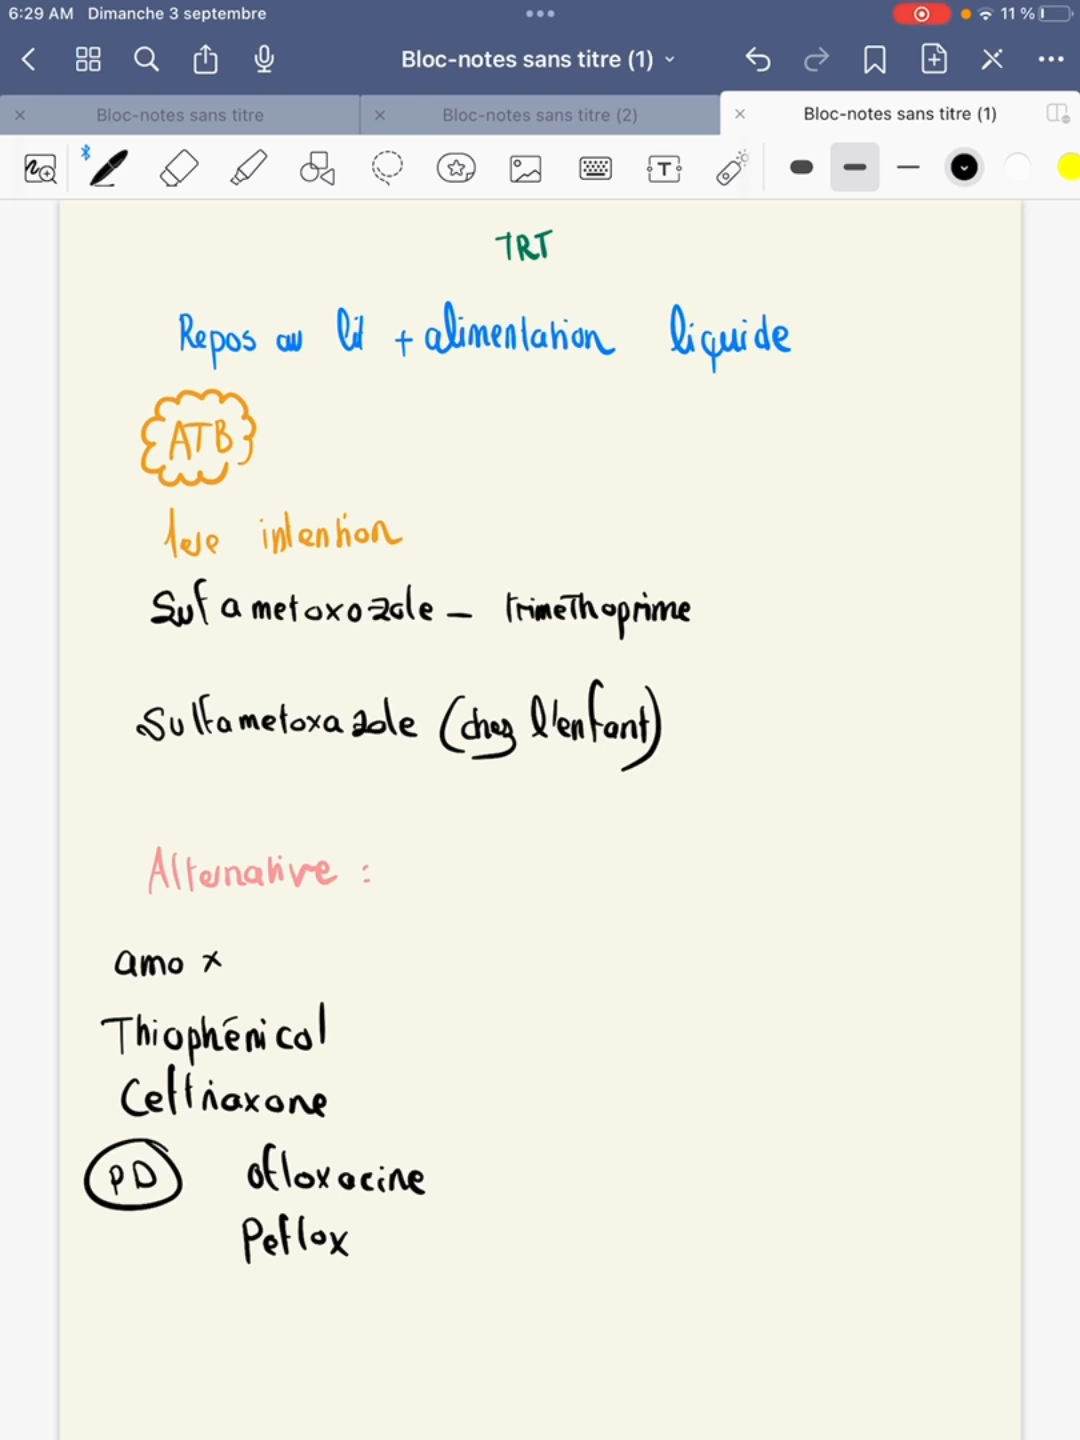 6:29 AM Dimanche 3 septembre
11 %
Bloc-notes sans titre (1)
Bloc-notes sans titre
Bloc-notes sans titre (2)
Bloc-notes sans titre (1)
TRT
Repos au lit + alimentation liquide
ATB
1ere intention
Sufametoxozole - trimethoprime
Sulfametoxazole (chez l'enfant)
Alternative :
amox
Thiophénicol
Ceftriaxone
PD ofloxacine
Peflox